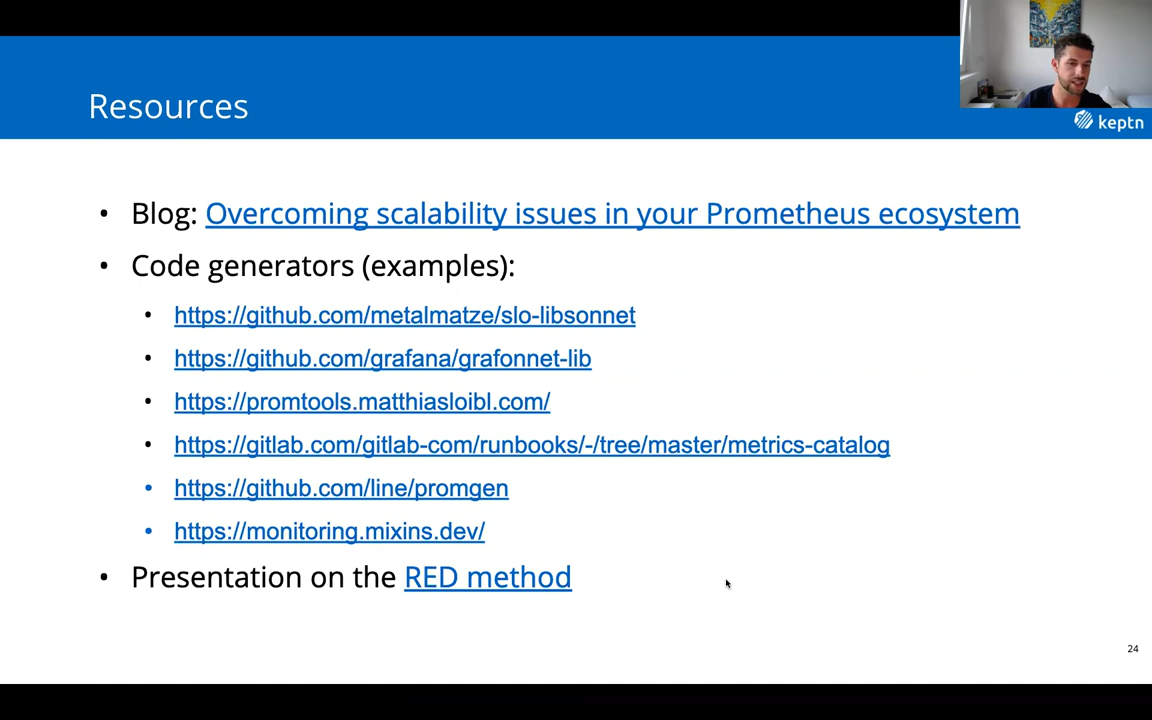 Resources
keptn
• Blog: Overcoming scalability issues in your Prometheus ecosystem
• Code generators (examples):
• https://github.com/metalmatze/slo-libsonnet
• https://github.com/grafana/grafonnet-lib
• https://promtools.matthiasloibl.com/
• https://gitlab.com/gitlab-com/runbooks/-/tree/master/metrics-catalog
• https://github.com/line/promgen
• https://monitoring.mixins.dev/
• Presentation on the RED method
24